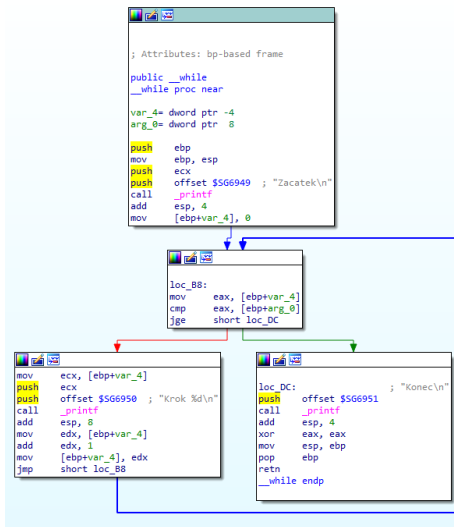 ; Attributes: bp-based frame
public __while
__while proc near
var_4= dword ptr -4
arg_0= dword ptr  8
push    ebp
mov     ebp, esp
push    ecx
push    offset $SG6949  ; "Zacatek\n"
call    _printf
add     esp, 4
mov     [ebp+var_4], 0
loc_B8:
mov     eax, [ebp+var_4]
cmp     eax, [ebp+arg_0]
jge     short loc_DC
mov     ecx, [ebp+var_4]
push    ecx
push    offset $SG6950  ; "Krok %d\n"
call    _printf
add     esp, 8
mov     edx, [ebp+var_4]
add     edx, 1
mov     [ebp+var_4], edx
jmp     short loc_B8
loc_DC:                 ; "Konec\n"
push    offset $SG6951
call    _printf
add     esp, 4
xor     eax, eax
mov     esp, ebp
pop     ebp
retn
__while endp